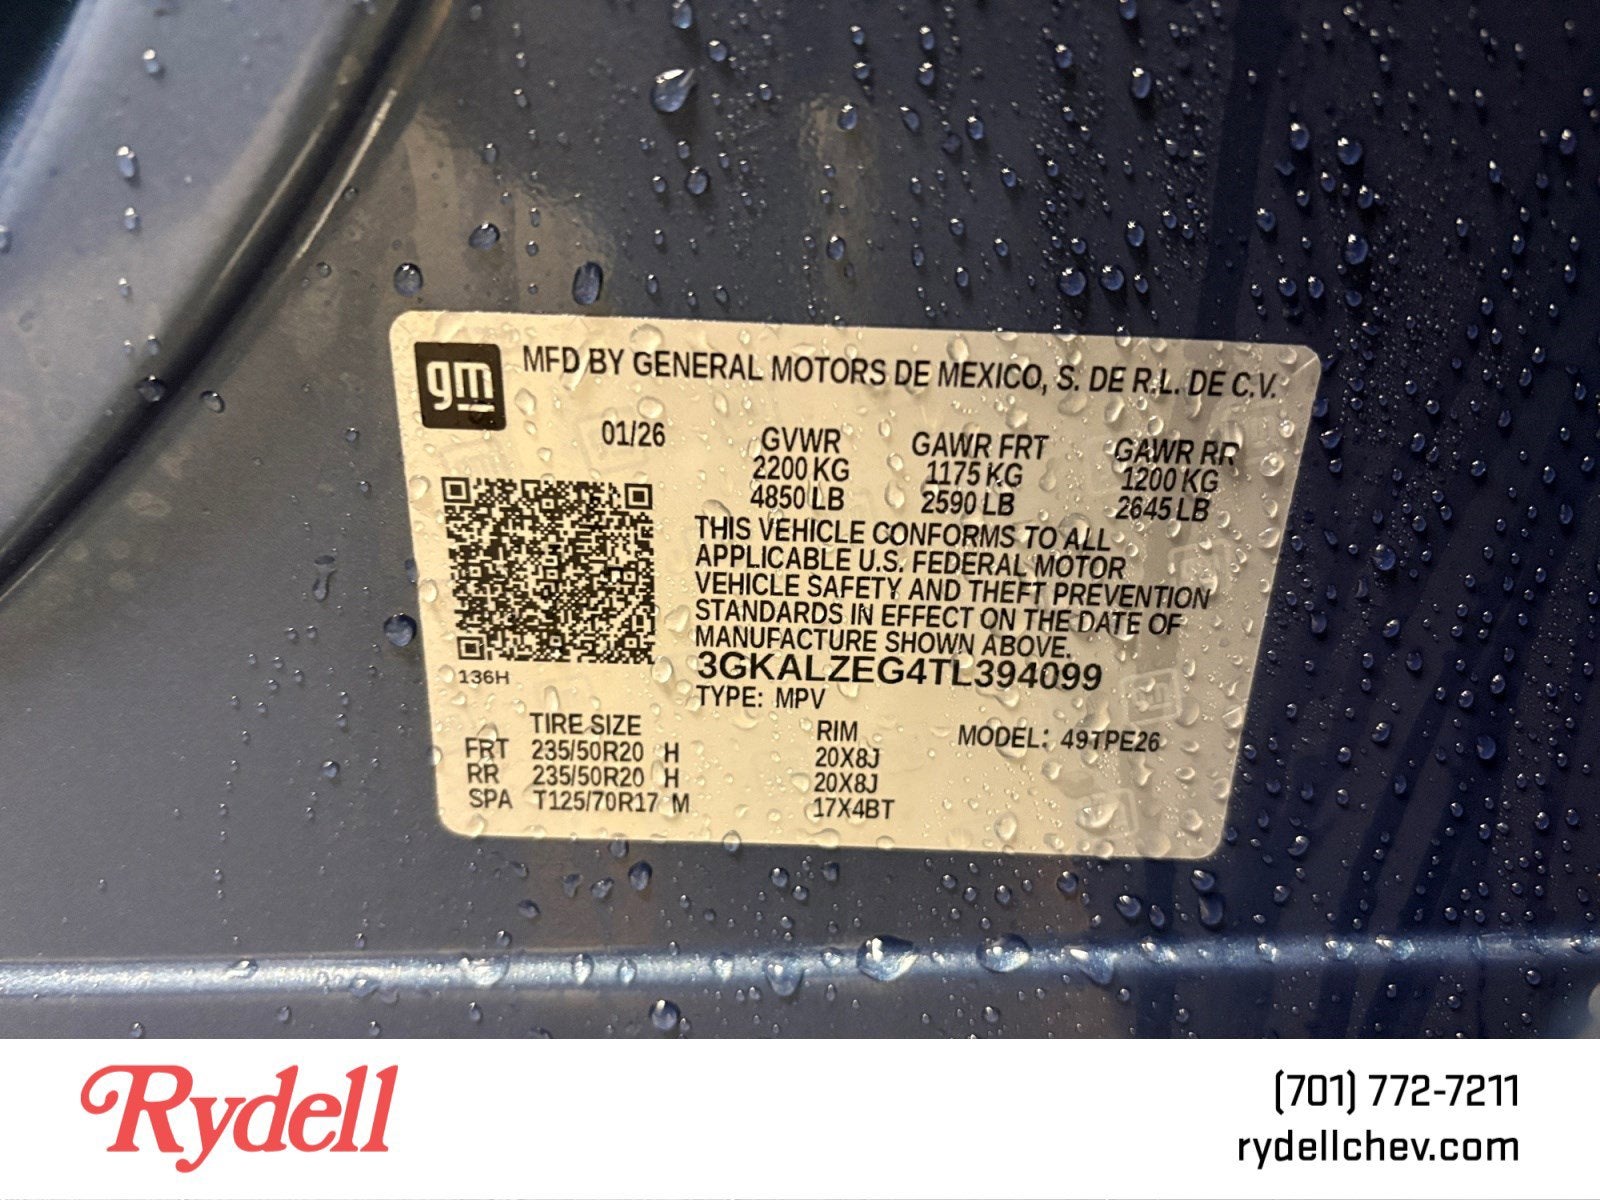 gm
MFD BY GENERAL MOTORS DE MEXICO, S. DE R.L. DE C.V.
01/26
GVWR GAWR FRT GAWR RR
2200 KG 1175 KG 1200 KG
4850 LB 2590 LB 2645 LB
THIS VEHICLE CONFORMS TO ALL
APPLICABLE U.S. FEDERAL MOTOR
VEHICLE SAFETY AND THEFT PREVENTION
STANDARDS IN EFFECT ON THE DATE OF
MANUFACTURE SHOWN ABOVE.
3GKALZEG4TL394099
136H
TYPE: MPV
TIRE SIZE RIM MODEL: 49TPE26
FRT 235/50R20 H 20X8J
RR 235/50R20 H 20X8J
SPA T125/70R17 M 17X4BT
Rydell
(701) 772-7211
rydellchev.com